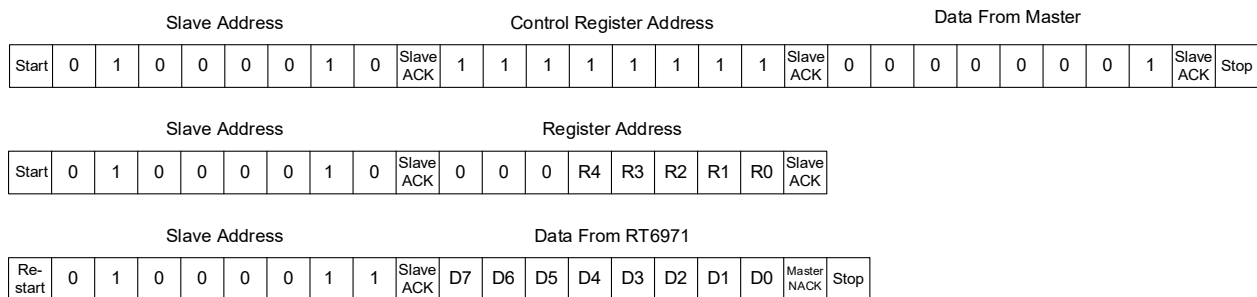 Slave Address Control Register Address Data From Master
Start 0 1 0 0 0 0 1 0 Slave ACK 1 1 1 1 1 1 1 1 Slave ACK 0 0 0 0 0 0 0 1 Slave ACK Stop
Slave Address Register Address
Start 0 1 0 0 0 0 1 0 Slave ACK 0 0 0 R4 R3 R2 R1 R0 Slave ACK
Slave Address Data From RT6971
Re-start 0 1 0 0 0 0 1 1 Slave ACK D7 D6 D5 D4 D3 D2 D1 D0 Master NACK Stop